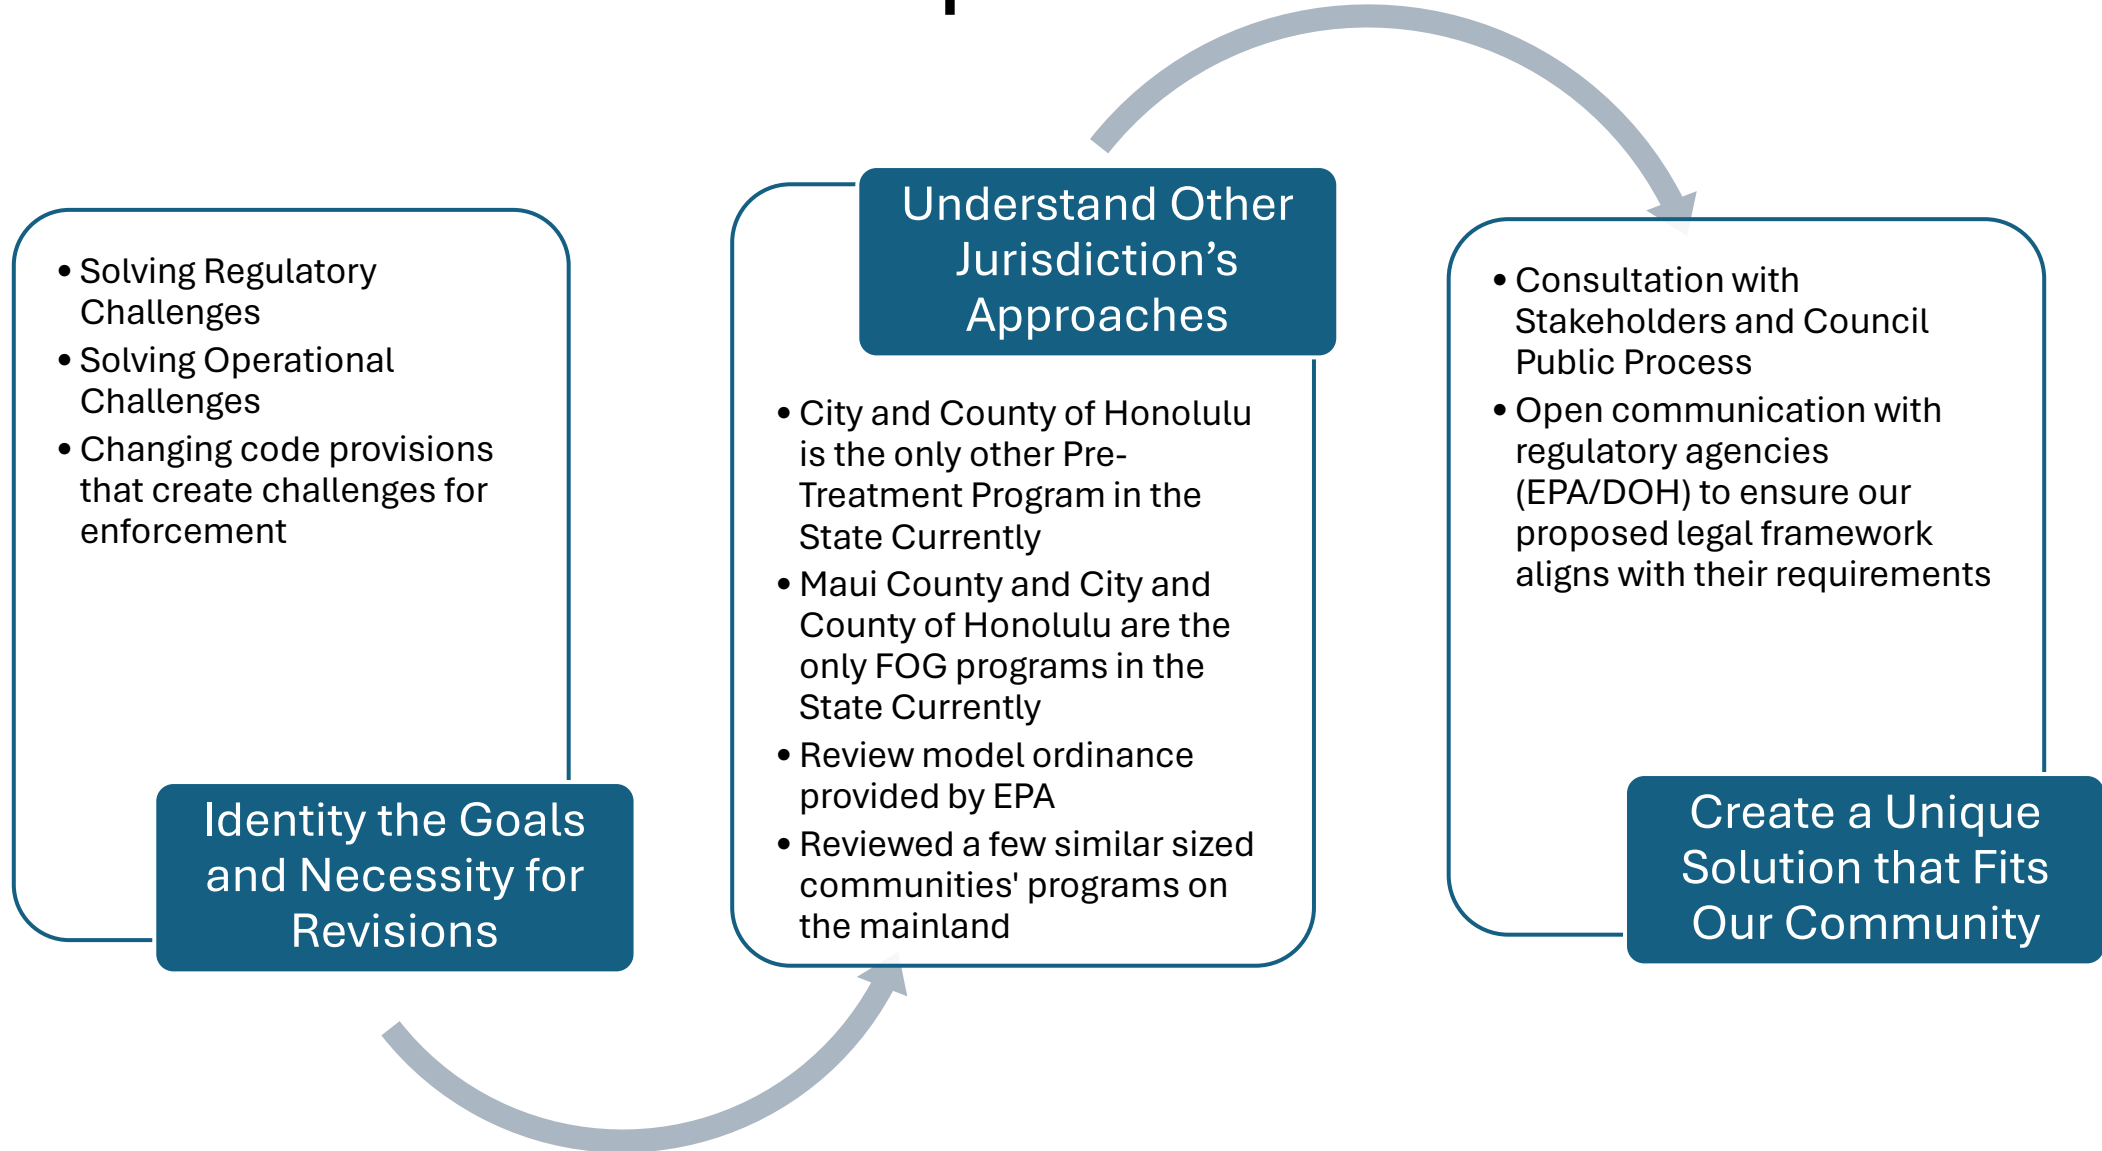 • Solving Regulatory
Challenges
• Solving Operational
Challenges
• Changing code provisions
that create challenges for
enforcement
Identity the Goals
and Necessity for
Revisions
Understand Other
Jurisdiction’s
Approaches
• City and County of Honolulu
is the only other Pre-
Treatment Program in the
State Currently
• Maui County and City and
County of Honolulu are the
only FOG programs in the
State Currently
• Review model ordinance
provided by EPA
• Reviewed a few similar sized
communities' programs on
the mainland
• Consultation with
Stakeholders and Council
Public Process
• Open communication with
regulatory agencies
(EPA/DOH) to ensure our
proposed legal framework
aligns with their requirements
Create a Unique
Solution that Fits
Our Community